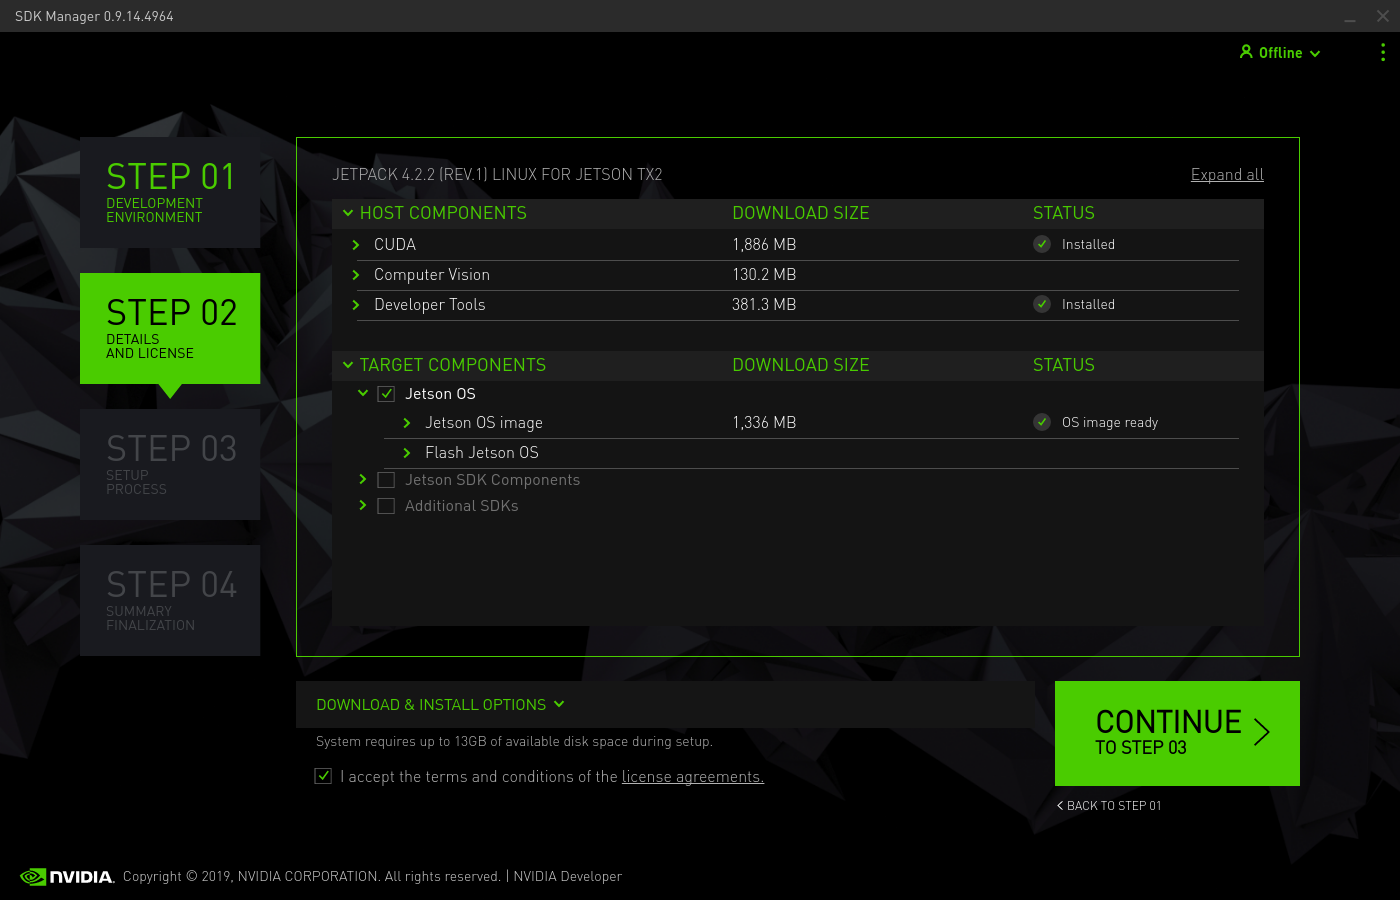 SDK Manager 0.9.14.4964
Offline
STEP 01
DEVELOPMENT
ENVIRONMENT
STEP 02
DETAILS
AND LICENSE
STEP 03
SETUP
PROCESS
STEP 04
SUMMARY
FINALIZATION
JETPACK 4.2.2 (REV.1) LINUX FOR JETSON TX2 Expand all
HOST COMPONENTS DOWNLOAD SIZE STATUS
CUDA 1,886 MB Installed
Computer Vision 130.2 MB
Developer Tools 381.3 MB Installed
TARGET COMPONENTS DOWNLOAD SIZE STATUS
Jetson OS
Jetson OS image 1,336 MB OS image ready
Flash Jetson OS
Jetson SDK Components
Additional SDKs
DOWNLOAD & INSTALL OPTIONS
System requires up to 13GB of available disk space during setup.
I accept the terms and conditions of the license agreements.
CONTINUE
TO STEP 03
BACK TO STEP 01
NVIDIA. Copyright © 2019, NVIDIA CORPORATION. All rights reserved. | NVIDIA Developer